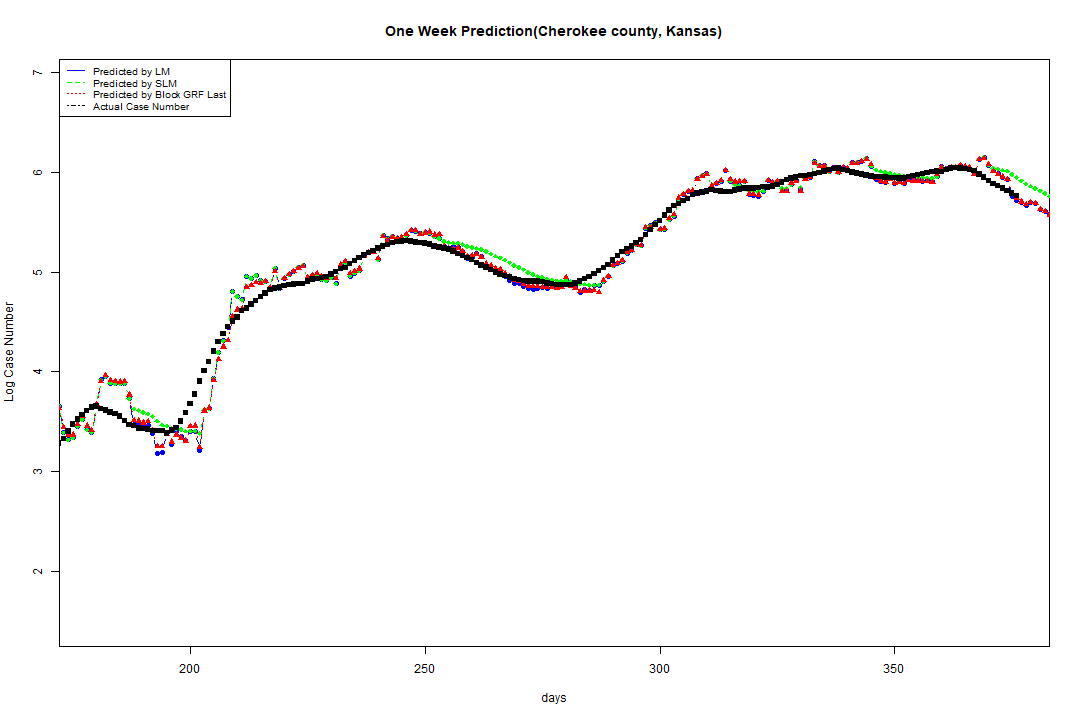 One Week Prediction(Cherokee county, Kansas)
Predicted by LM
Predicted by SLM
Predicted by Block GRF Last
Actual Case Number
7
6
5
4
3
2
Log Case Number
200
250
300
350
days